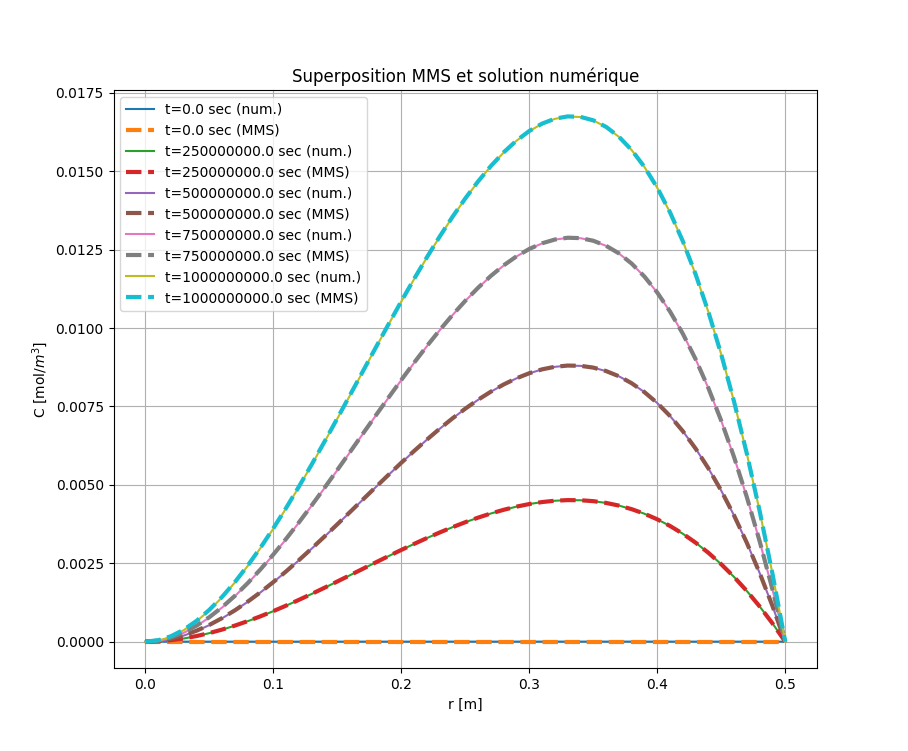 Superposition MMS et solution numérique
0.0175
0.0150
0.0125
0.0100
0.0075
0.0050
0.0025
0.0000
C [mol/m³]
t=0.0 sec (num.)
t=0.0 sec (MMS)
t=250000000.0 sec (num.)
t=250000000.0 sec (MMS)
t=500000000.0 sec (num.)
t=500000000.0 sec (MMS)
t=750000000.0 sec (num.)
t=750000000.0 sec (MMS)
t=1000000000.0 sec (num.)
t=1000000000.0 sec (MMS)
0.0 0.1 0.2 0.3 0.4 0.5
r [m]